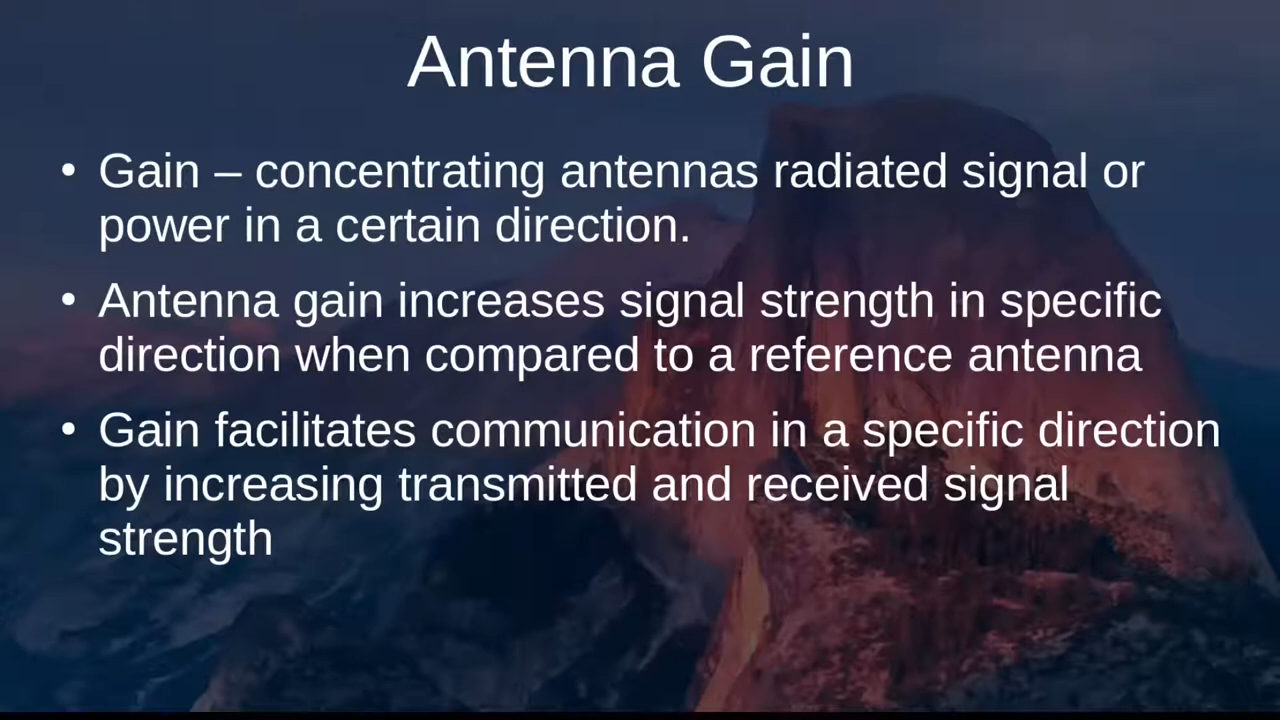 Antenna Gain
• Gain – concentrating antennas radiated signal or
power in a certain direction.
• Antenna gain increases signal strength in specific
direction when compared to a reference antenna
• Gain facilitates communication in a specific direction
by increasing transmitted and received signal
strength